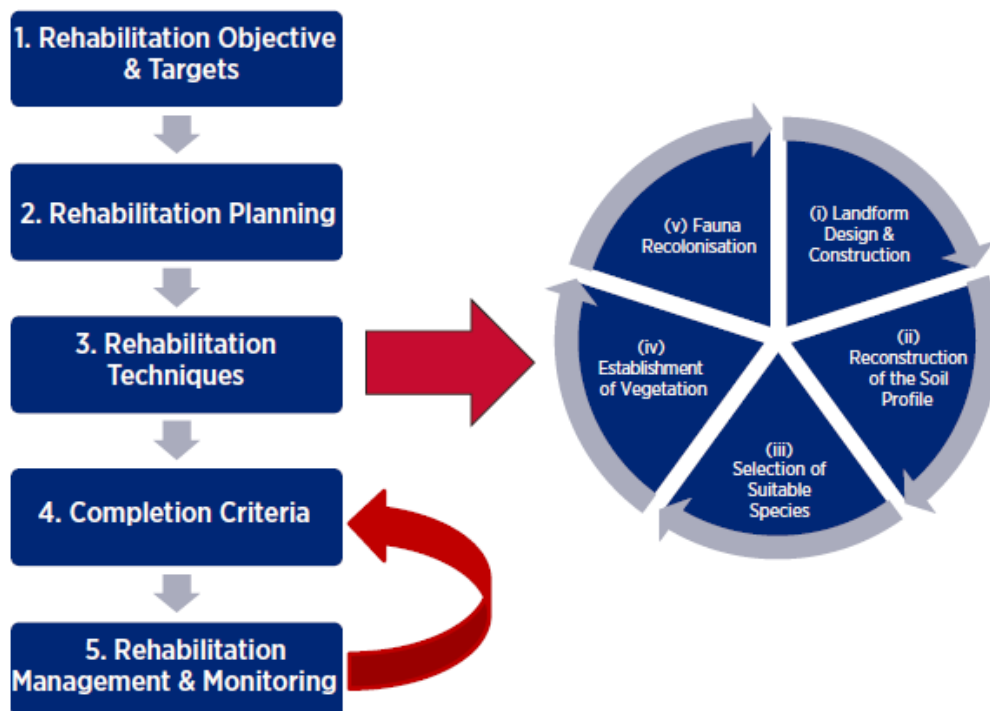 1. Rehabilitation Objective
& Targets
2. Rehabilitation Planning
3. Rehabilitation
Techniques
4. Completion Criteria
5. Rehabilitation
Management & Monitoring
(i) Landform
Design &
Construction
(ii)
Reconstruction
of the Soil
Profile
(iii)
Selection of
Suitable
Species
(iv)
Establishment
of Vegetation
(v) Fauna
Recolonisation